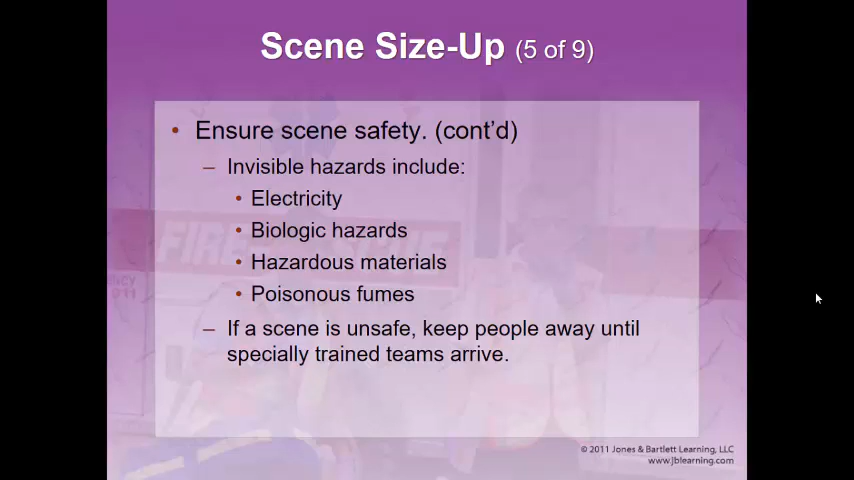 Scene Size-Up (5 of 9)
• Ensure scene safety. (cont’d)
– Invisible hazards include:
• Electricity
• Biologic hazards
• Hazardous materials
• Poisonous fumes
– If a scene is unsafe, keep people away until
specially trained teams arrive.
FIRE
© 2011 Jones & Bartlett Learning, LLC
www.jblearning.com